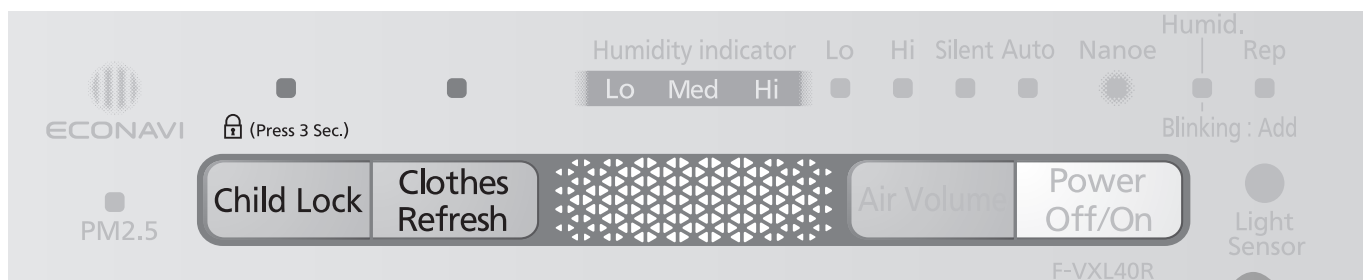 Humid.
Humidity indicator Lo Hi Silent Auto Nanoe Rep
Lo Med Hi
ECONAVI (Press 3 Sec.) Blinking : Add
Child Lock Clothes Refresh Air Volume Power Off/On
PM2.5 Light Sensor
F-VXL40R